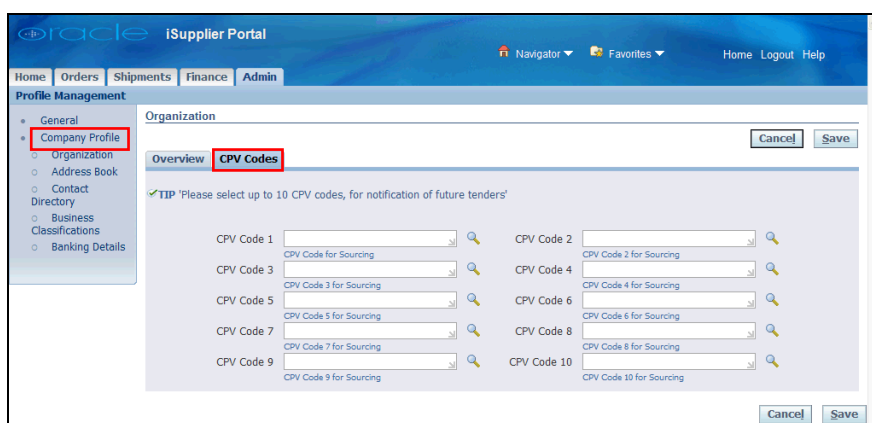 oracle iSupplier Portal
Navigator Favorites Home Logout Help
Home Orders Shipments Finance Admin
Profile Management
General
Company Profile
Organization
Address Book
Contact
Directory
Business
Classifications
Banking Details
Organization
Cancel Save
Overview CPV Codes
TIP 'Please select up to 10 CPV codes, for notification of future tenders'
CPV Code 1 CPV Code 2
CPV Code for Sourcing CPV Code 2 for Sourcing
CPV Code 3 CPV Code 4
CPV Code 3 for Sourcing CPV Code 4 for Sourcing
CPV Code 5 CPV Code 6
CPV Code 5 for Sourcing CPV Code 6 for Sourcing
CPV Code 7 CPV Code 8
CPV Code 7 for Sourcing CPV Code 8 for Sourcing
CPV Code 9 CPV Code 10
CPV Code 9 for Sourcing CPV Code 10 for Sourcing
Cancel Save